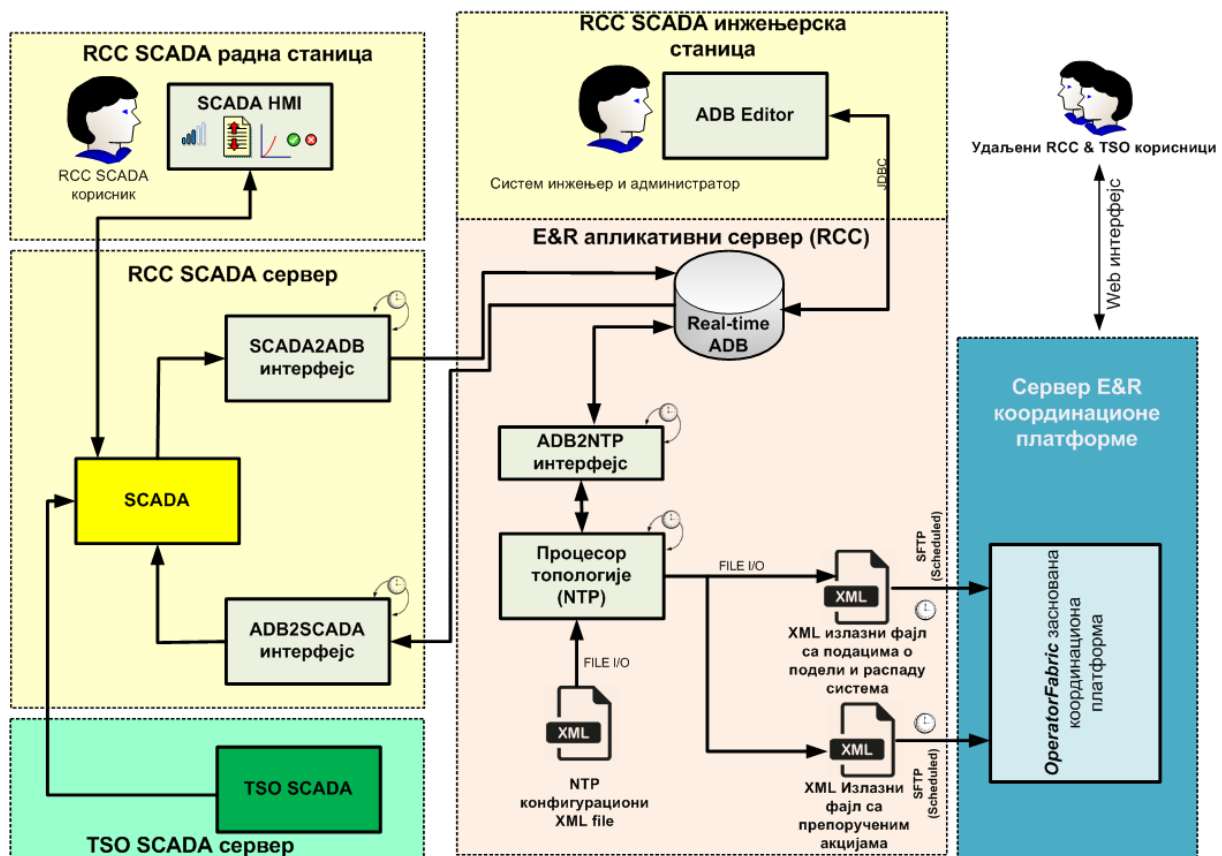 RCC SCADA радна станица
SCADA HMI
RCC SCADA
корисник
RCC SCADA инжењерска
станица
ADB Editor
Систем инжењер и администратор
JDBC
Удаљени RCC & TSO корисници
Web интерфејс
RCC SCADA сервер
SCADA2ADB
интерфејс
SCADA
ADB2SCADA
интерфејс
TSO SCADA
TSO SCADA сервер
E&R апликативни сервер (RCC)
Real-time
ADB
ADB2NTP
интерфејс
Процесор
топологије
(NTP)
FILE I/O
XML
XML излазни фајл
са подацима о
подели и распаду
система
FILE I/O
XML
NTP
конфигурациони
XML file
XML
XML Излазни
фајл са
препорученим
акцијама
SFTP
(Scheduled)
SFTP
(Scheduled)
Сервер E&R
координационе
платформе
OperatorFabric заснована
координациона
платформа